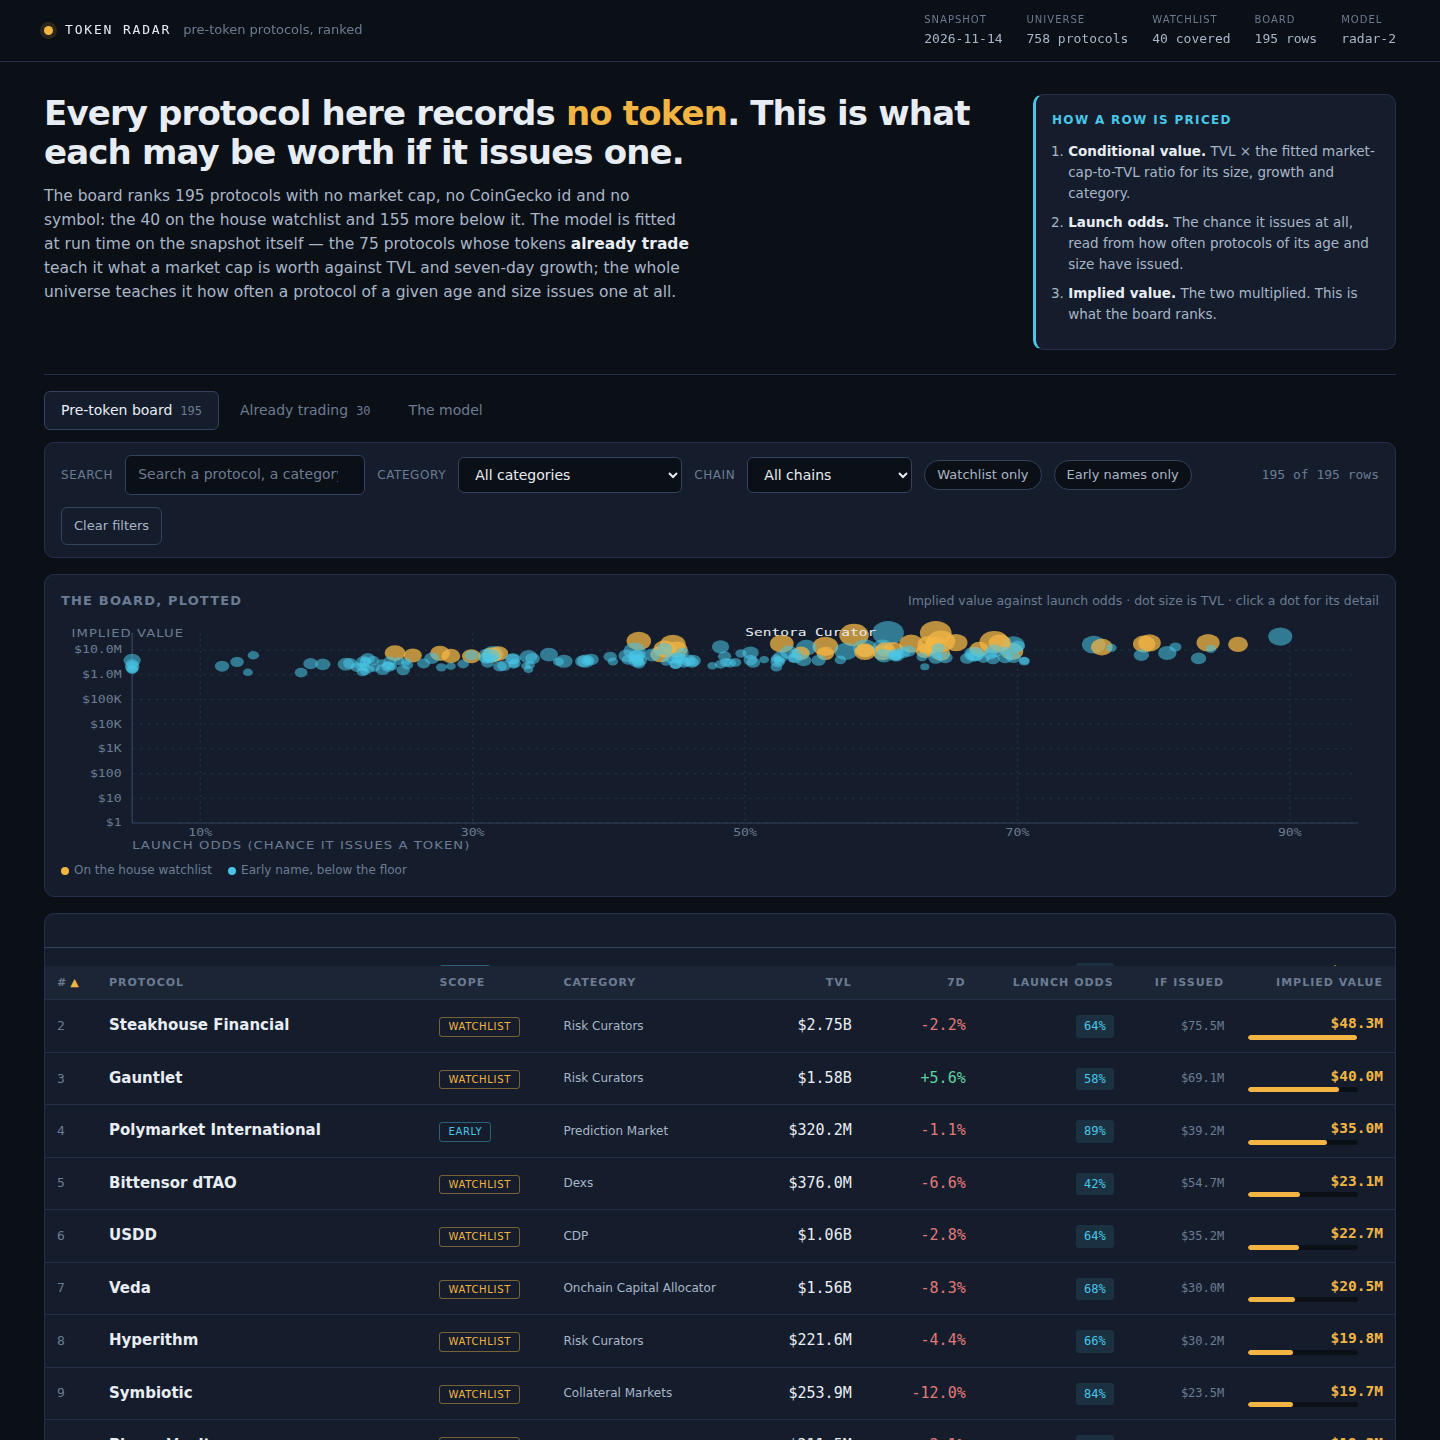 TOKEN RADAR pre-token protocols, ranked
SNAPSHOT UNIVERSE WATCHLIST BOARD MODEL
2026-11-14 758 protocols 40 covered 195 rows radar-2
Every protocol here records no token. This is what
each may be worth if it issues one.
The board ranks 195 protocols with no market cap, no CoinGecko id and no
symbol: the 40 on the house watchlist and 155 more below it. The model is fitted
at run time on the snapshot itself — the 75 protocols whose tokens already trade
teach it what a market cap is worth against TVL and seven-day growth; the whole
universe teaches it how often a protocol of a given age and size issues one at all.
HOW A ROW IS PRICED
1. Conditional value. TVL × the fitted market-
cap-to-TVL ratio for its size, growth and
category.
2. Launch odds. The chance it issues at all,
read from how often protocols of its age and
size have issued.
3. Implied value. The two multiplied. This is
what the board ranks.
Pre-token board 195 Already trading 30 The model
SEARCH Search a protocol, a category CATEGORY All categories CHAIN All chains Watchlist only Early names only 195 of 195 rows
Clear filters
THE BOARD, PLOTTED Implied value against launch odds · dot size is TVL · click a dot for its detail
IMPLIED VALUE
Sentora Curator
$10.0M
$1.0M
$100K
$10K
$1K
$100
$10
$1
10% 30% 50% 70% 90%
LAUNCH ODDS (CHANCE IT ISSUES A TOKEN)
On the house watchlist Early name, below the floor
# ▲ PROTOCOL SCOPE CATEGORY TVL 7D LAUNCH ODDS IF ISSUED IMPLIED VALUE
2 Steakhouse Financial WATCHLIST Risk Curators $2.75B -2.2% 64% $75.5M $48.3M
3 Gauntlet WATCHLIST Risk Curators $1.58B +5.6% 58% $69.1M $40.0M
4 Polymarket International EARLY Prediction Market $320.2M -1.1% 89% $39.2M $35.0M
5 Bittensor dTAO WATCHLIST Dexs $376.0M -6.6% 42% $54.7M $23.1M
6 USDD WATCHLIST CDP $1.06B -2.8% 64% $35.2M $22.7M
7 Veda WATCHLIST Onchain Capital Allocator $1.56B -8.3% 68% $30.0M $20.5M
8 Hyperithm WATCHLIST Risk Curators $221.6M -4.4% 66% $30.2M $19.8M
9 Symbiotic WATCHLIST Collateral Markets $253.9M -12.0% 84% $23.5M $19.7M